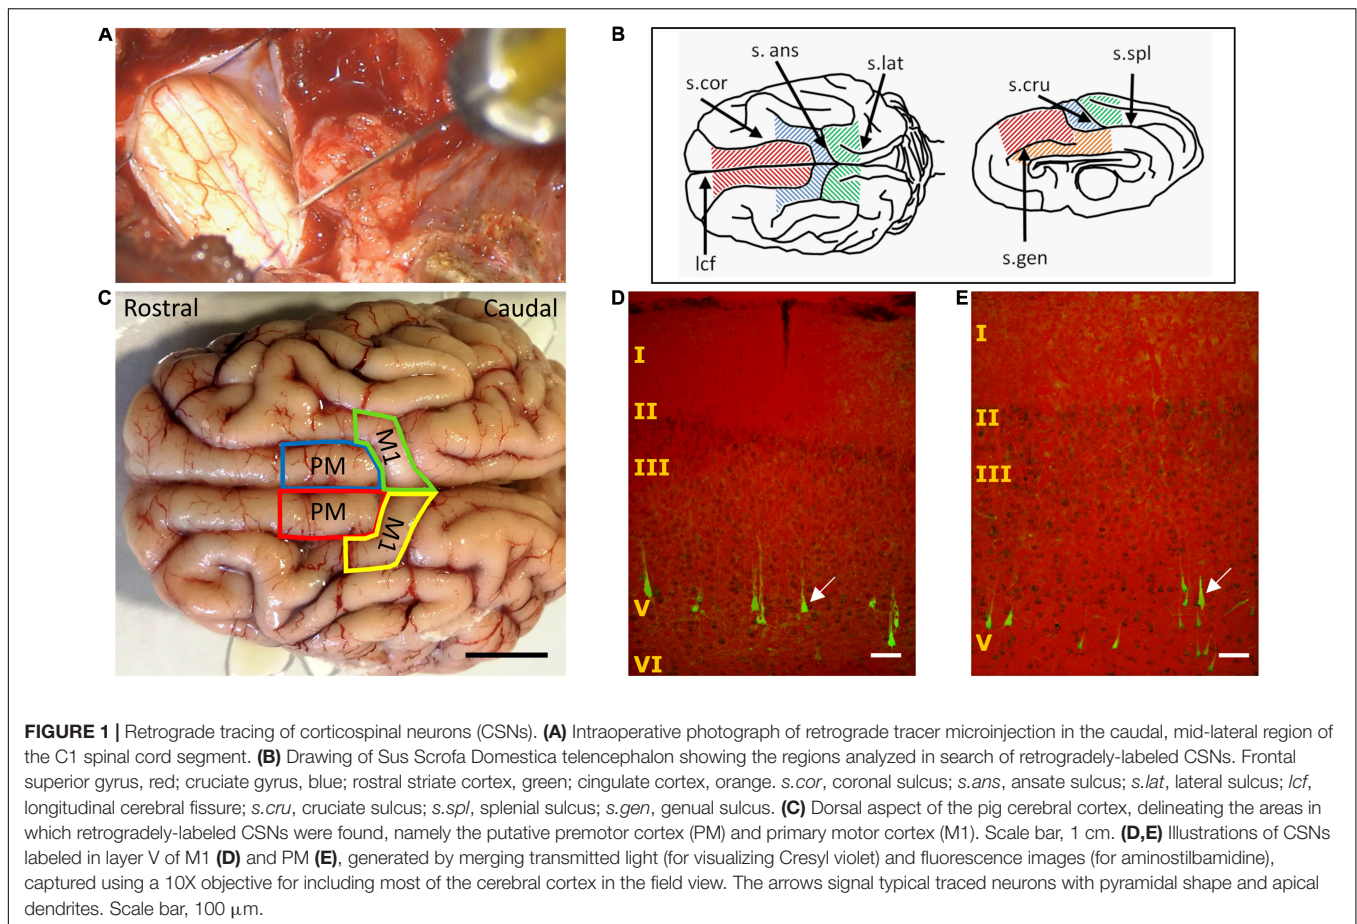 A
B
s. ans
s.lat
s.cor
s.spl
s.cru
lcf
s.gen
C
Rostral
Caudal
PM
M1
PM
M1
D
I
II
III
V
VI
E
I
II
III
V
FIGURE 1 | Retrograde tracing of corticospinal neurons (CSNs). (A) Intraoperative photograph of retrograde tracer microinjection in the caudal, mid-lateral region of
the C1 spinal cord segment. (B) Drawing of Sus Scrofa Domestica telencephalon showing the regions analyzed in search of retrogradely-labeled CSNs. Frontal
superior gyrus, red; cruciate gyrus, blue; rostral striate cortex, green; cingulate cortex, orange. s.cor, coronal sulcus; s.ans, ansate sulcus; s.lat, lateral sulcus; lcf,
longitudinal cerebral fissure; s.cru, cruciate sulcus; s.spl, splenial sulcus; s.gen, genual sulcus. (C) Dorsal aspect of the pig cerebral cortex, delineating the areas in
which retrogradely-labeled CSNs were found, namely the putative premotor cortex (PM) and primary motor cortex (M1). Scale bar, 1 cm. (D,E) Illustrations of CSNs
labeled in layer V of M1 (D) and PM (E), generated by merging transmitted light (for visualizing Cresyl violet) and fluorescence images (for aminostilbamidine),
captured using a 10X objective for including most of the cerebral cortex in the field view. The arrows signal typical traced neurons with pyramidal shape and apical
dendrites. Scale bar, 100 μm.